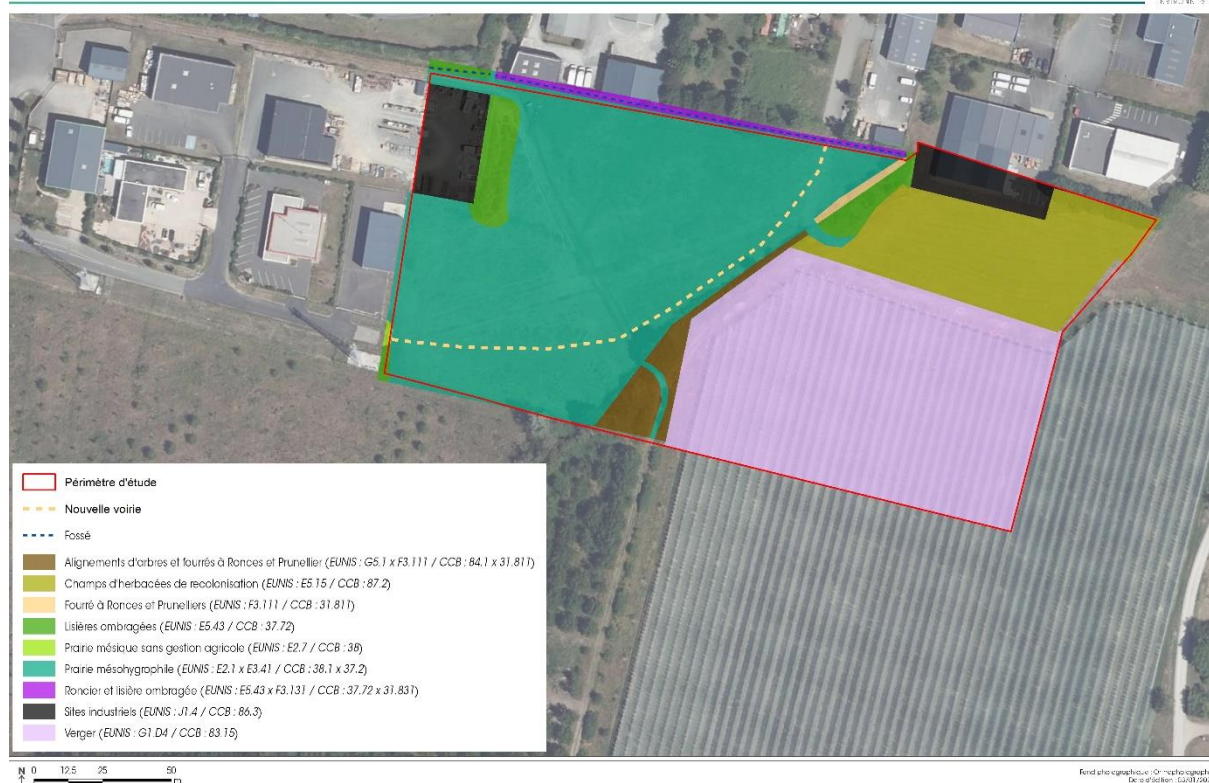 Périmètre d'étude
Nouvelle voirie
Fossé
Alignements d'arbres et fourrés à Ronces et Prunellier (EUNIS : G5.1 x F3.111 / CCB : 84.1 x 31.811)
Champs d'herbacées de recolonisation (EUNIS : E5.15 / CCB : 87.2)
Fourré à Ronces et Prunelliers (EUNIS : F3.111 / CCB : 31.811)
Lisières ombragées (EUNIS : E5.43 / CCB : 37.72)
Prairie mésique sans gestion agricole (EUNIS : E2.7 / CCB : 38)
Prairie mésohygrophile (EUNIS : E2.1 x E3.41 / CCB : 38.1 x 37.2)
Roncier et lisière ombragée (EUNIS : E5.43 x F3.131 / CCB : 37.72 x 31.831)
Sites industriels (EUNIS : J1.4 / CCB : 86.3)
Verger (EUNIS : G1.D4 / CCB : 83.15)
N 0 12,5 25 50
m
Fond photographique :
Date d'édition :